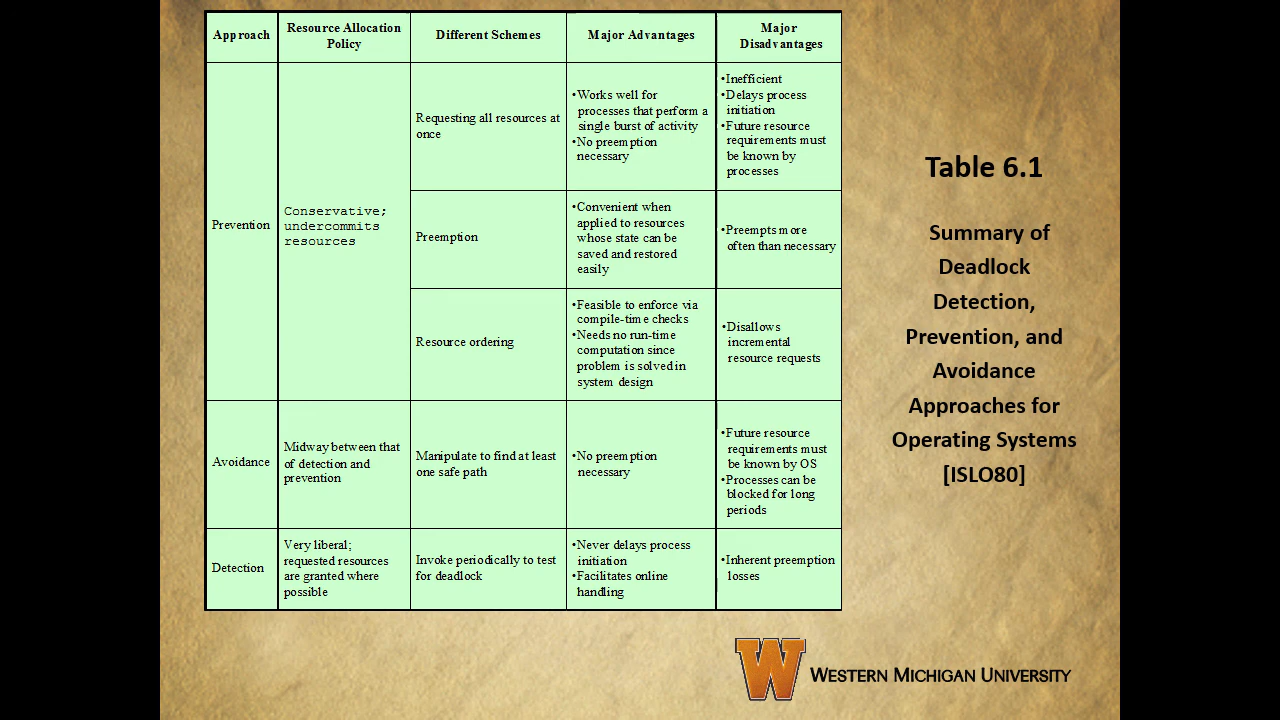 Approach
Resource Allocation
Policy
Different Schemes
Major Advantages
Major
Disadvantages
Prevention
Conservative;
undercommits
resources
Requesting all resources at
once
•Works well for
processes that perform a
single burst of activity
•No preemption
necessary
•Inefficient
•Delays process
initiation
•Future resource
requirements must
be known by
processes
Preemption
•Convenient when
applied to resources
whose state can be
saved and restored
easily
•Preempts more
often than necessary
Resource ordering
•Feasible to enforce via
compile-time checks
•Needs no run-time
computation since
problem is solved in
system design
•Disallows
incremental
resource requests
Avoidance
Midway between that
of detection and
prevention
Manipulate to find at least
one safe path
•No preemption
necessary
•Future resource
requirements must
be known by OS
•Processes can be
blocked for long
periods
Detection
Very liberal;
requested resources
are granted where
possible
Invoke periodically to test
for deadlock
•Never delays process
initiation
•Facilitates online
handling
•Inherent preemption
losses
Table 6.1
Summary of
Deadlock
Detection,
Prevention, and
Avoidance
Approaches for
Operating Systems
[ISLO80]
W
WESTERN MICHIGAN UNIVERSITY